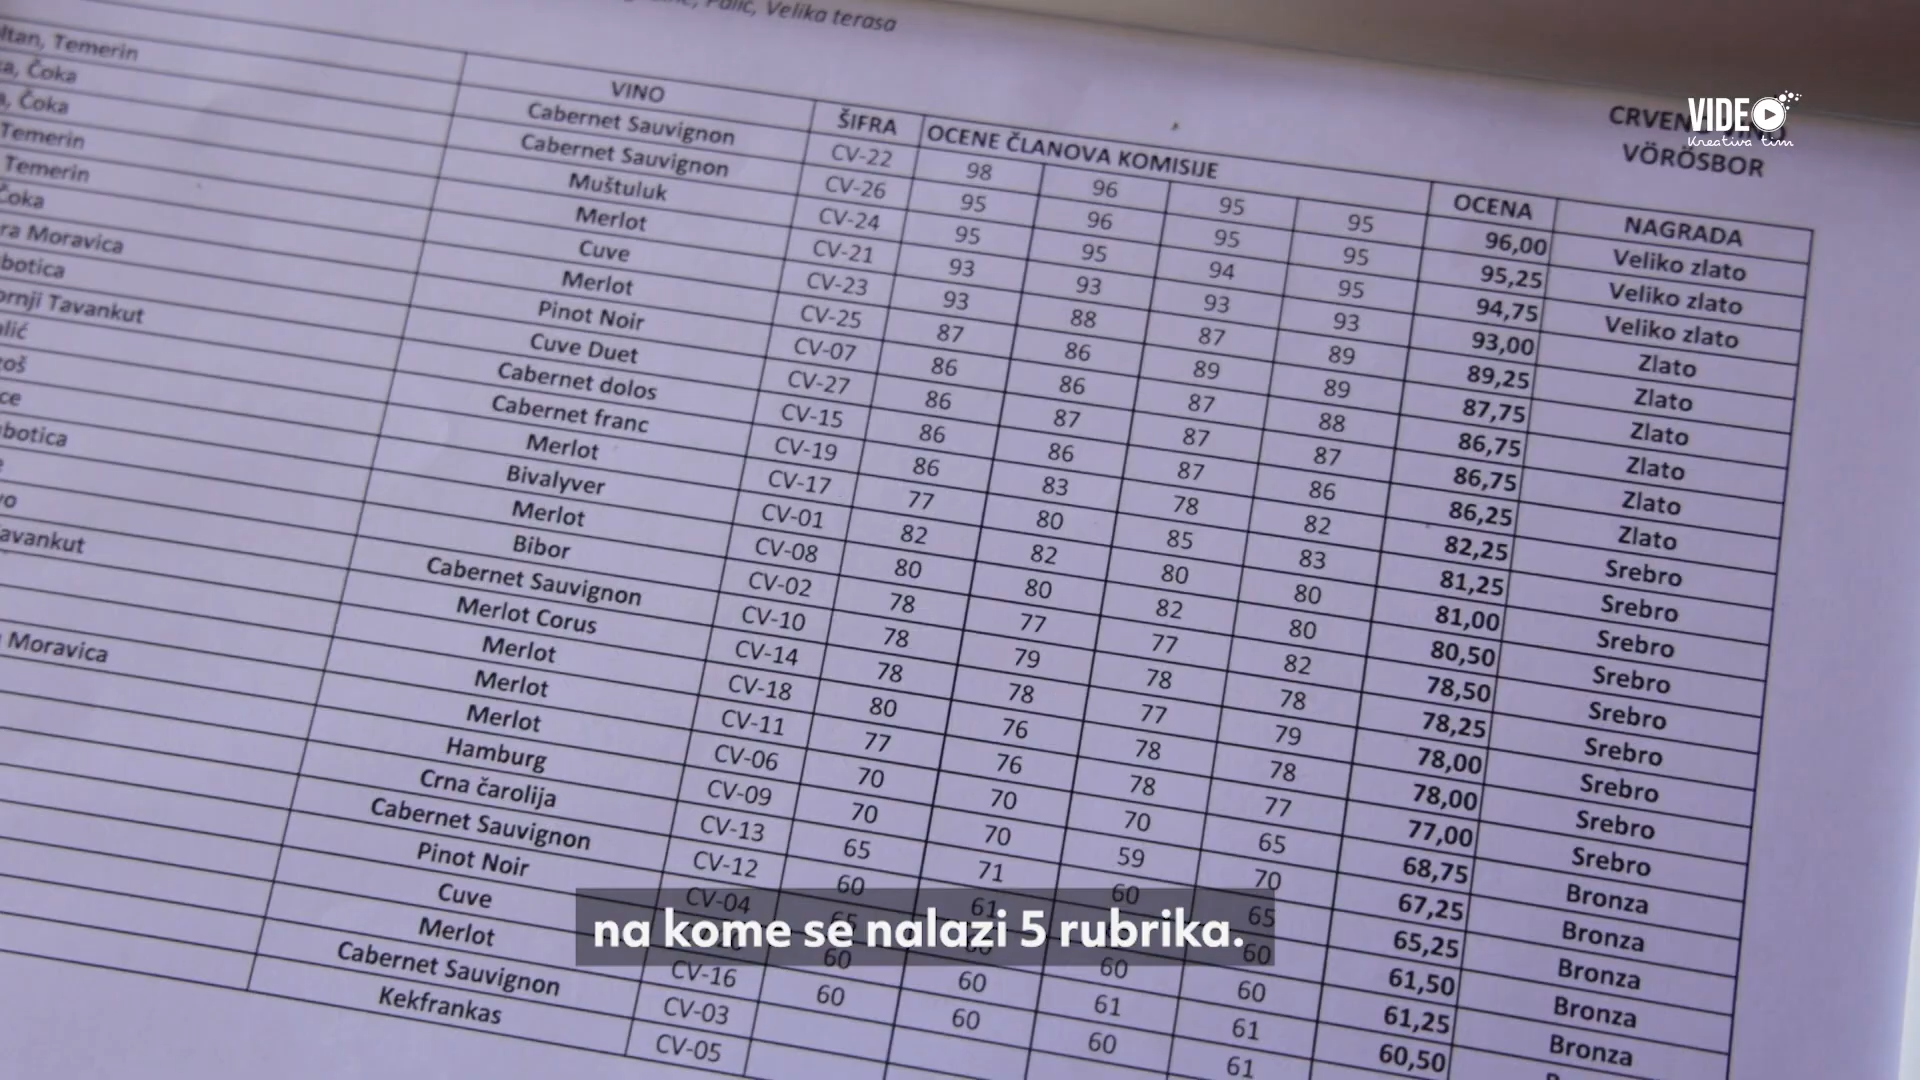 Palić, Velika terasa
CRVENO VINO
VÖRÖSBOR
VIDEO
Kreativa tim
VINO ŠIFRA OCENE ČLANOVA KOMISIJE OCENA NAGRADA
ltan, Temerin Cabernet Sauvignon CV-22 98 96 95 95 96,00 Veliko zlato
a, Čoka Cabernet Sauvignon CV-26 95 96 95 95 95,25 Veliko zlato
, Čoka Muštuluk CV-24 95 95 94 95 94,75 Veliko zlato
Temerin Merlot CV-21 93 93 93 93 93,00 Zlato
Temerin Cuve CV-23 93 88 87 89 89,25 Zlato
Čoka Merlot CV-25 87 86 89 89 87,75 Zlato
ra Moravica Pinot Noir CV-07 86 86 87 88 86,75 Zlato
botica Cuve Duet CV-27 86 87 87 87 86,75 Zlato
ornji Tavankut Cabernet dolos CV-15 86 86 87 86 86,25 Zlato
lić Cabernet franc CV-19 86 83 78 82 82,25 Srebro
oš Merlot CV-17 77 80 85 83 81,25 Srebro
ce Bivalyver CV-01 82 82 80 80 81,00 Srebro
botica Merlot CV-08 80 80 82 80 80,50 Srebro
Bibor CV-02 78 77 77 82 78,50 Srebro
vo Cabernet Sauvignon CV-10 78 79 78 78 78,25 Srebro
avankut Merlot Corus CV-14 78 78 77 79 78,00 Srebro
Merlot CV-18 80 76 78 78 78,00 Srebro
Merlot CV-11 77 76 78 77 77,00 Srebro
Moravica Merlot CV-06 70 70 70 65 68,75 Bronza
Hamburg CV-09 70 70 59 70 67,25 Bronza
Crna čarolija CV-13 65 71 60 65 65,25 Bronza
Cabernet Sauvignon CV-12 60 61 60 61,50 Bronza
Pinot Noir CV-04 65 60 60 60 61,25 Bronza
Cuve 60 60 61 61 60,50 Bronza
Merlot CV-16 60 60 60 61
Cabernet Sauvignon CV-03
Kekfrankas CV-05
na kome se nalazi 5 rubrika.